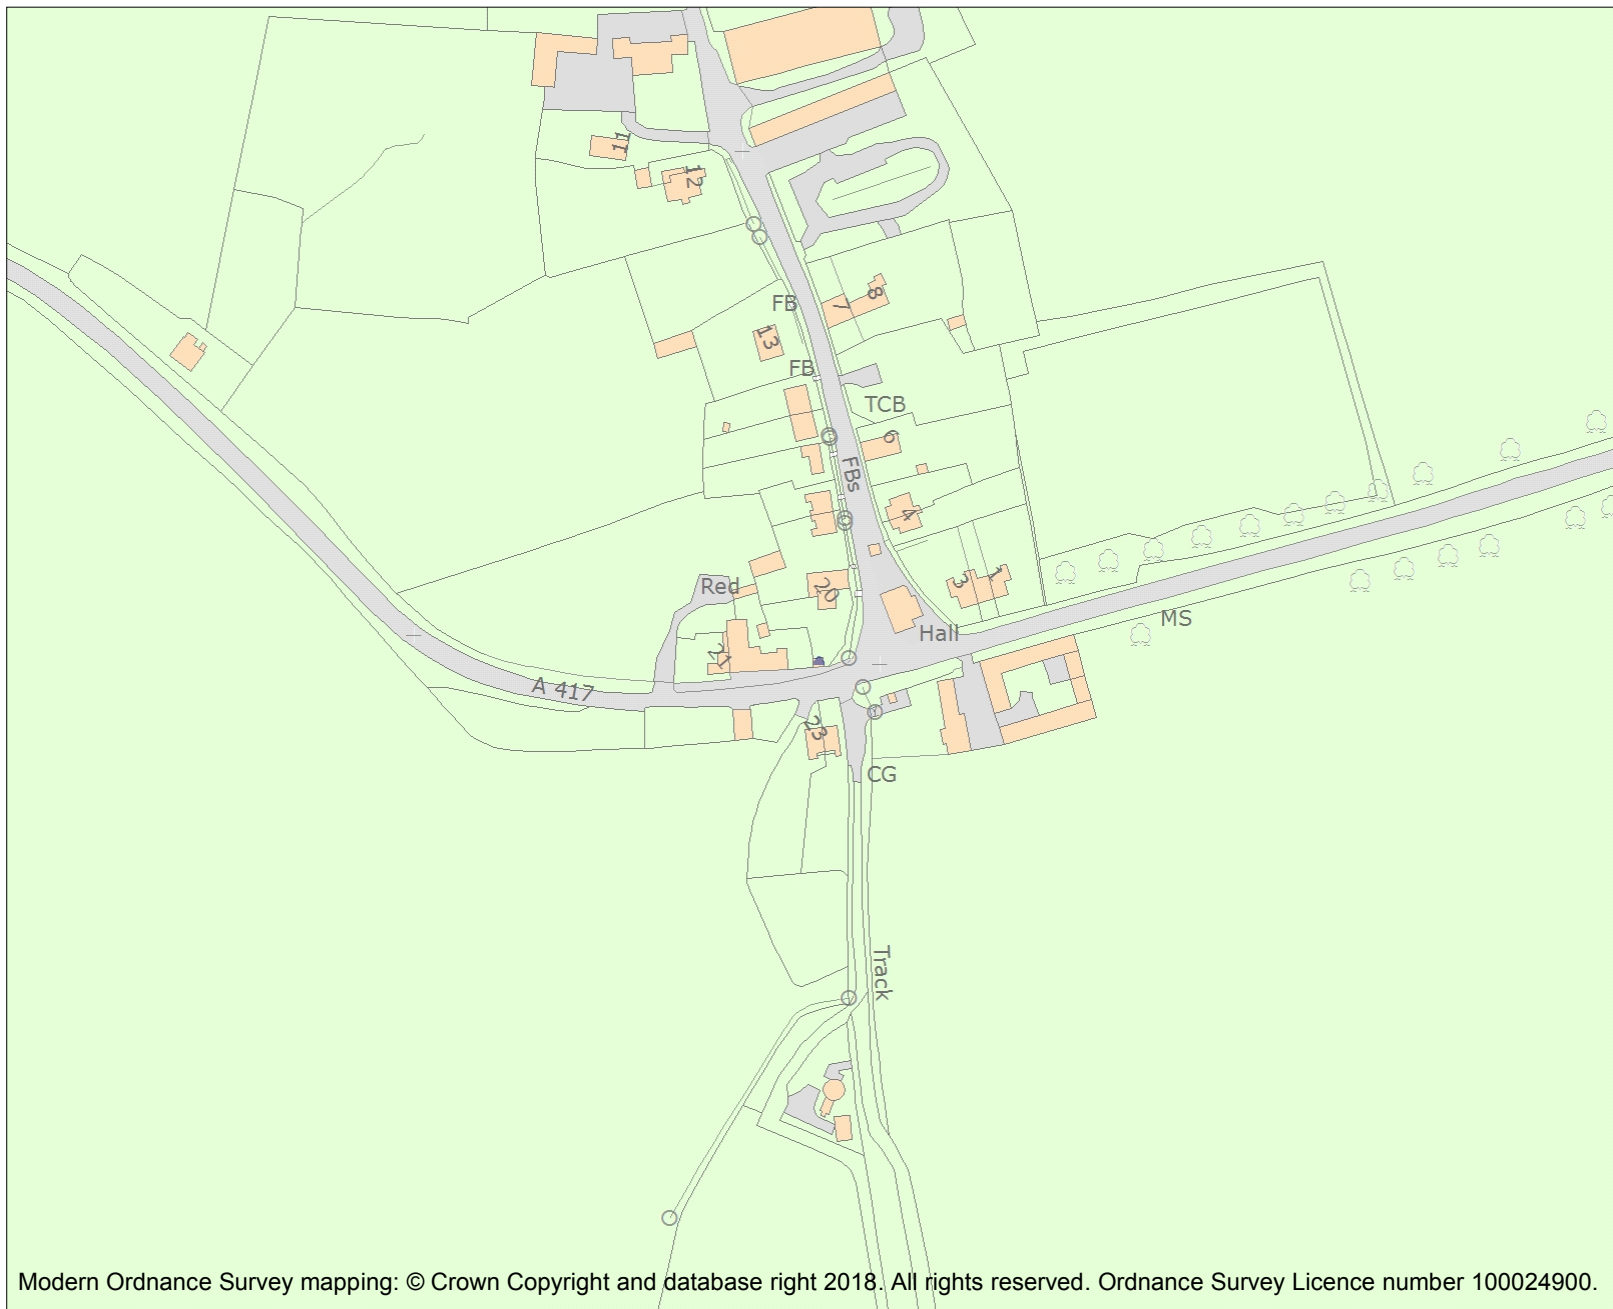 11
12
8
7
FB
13
FB
TCB
6
FBs
4
3
1
Red
20
Hall
MS
21
A 417
23
CG
Track
Modern Ordnance Survey mapping: © Crown Copyright and database right 2018. All rights reserved. Ordnance Survey Licence number 100024900.